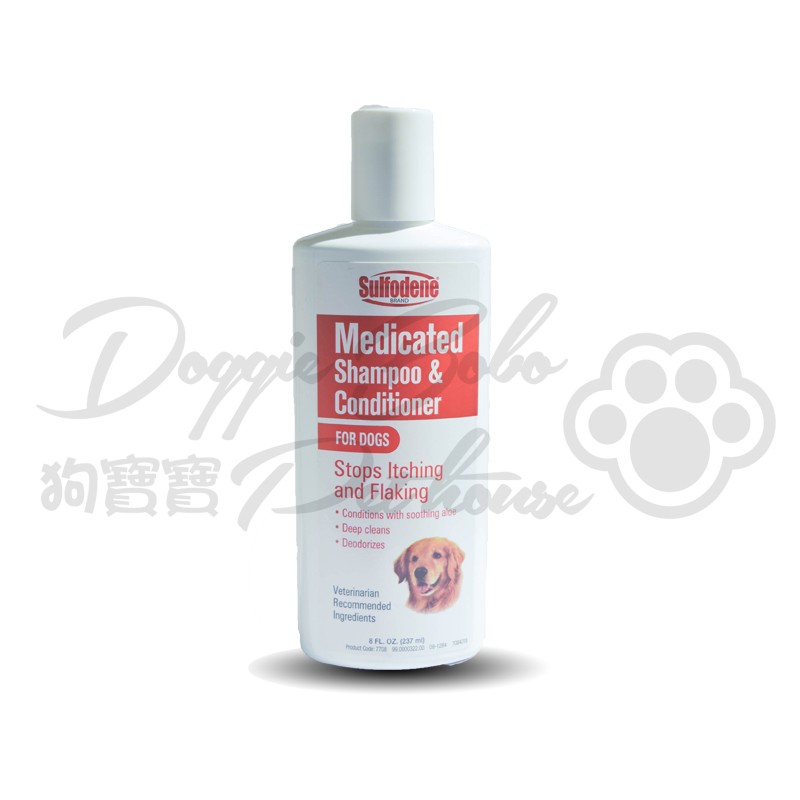 Sulfodene®
BRAND
Medicated
Shampoo &
Conditioner
FOR DOGS
Stops Itching
and Flaking
• Conditions with soothing aloe
• Deep cleans
• Deodorizes
Veterinarian
Recommended
Ingredients
8 FL. OZ. (237 ml)
Doggie Bobo
狗寶寶 Pawhouse